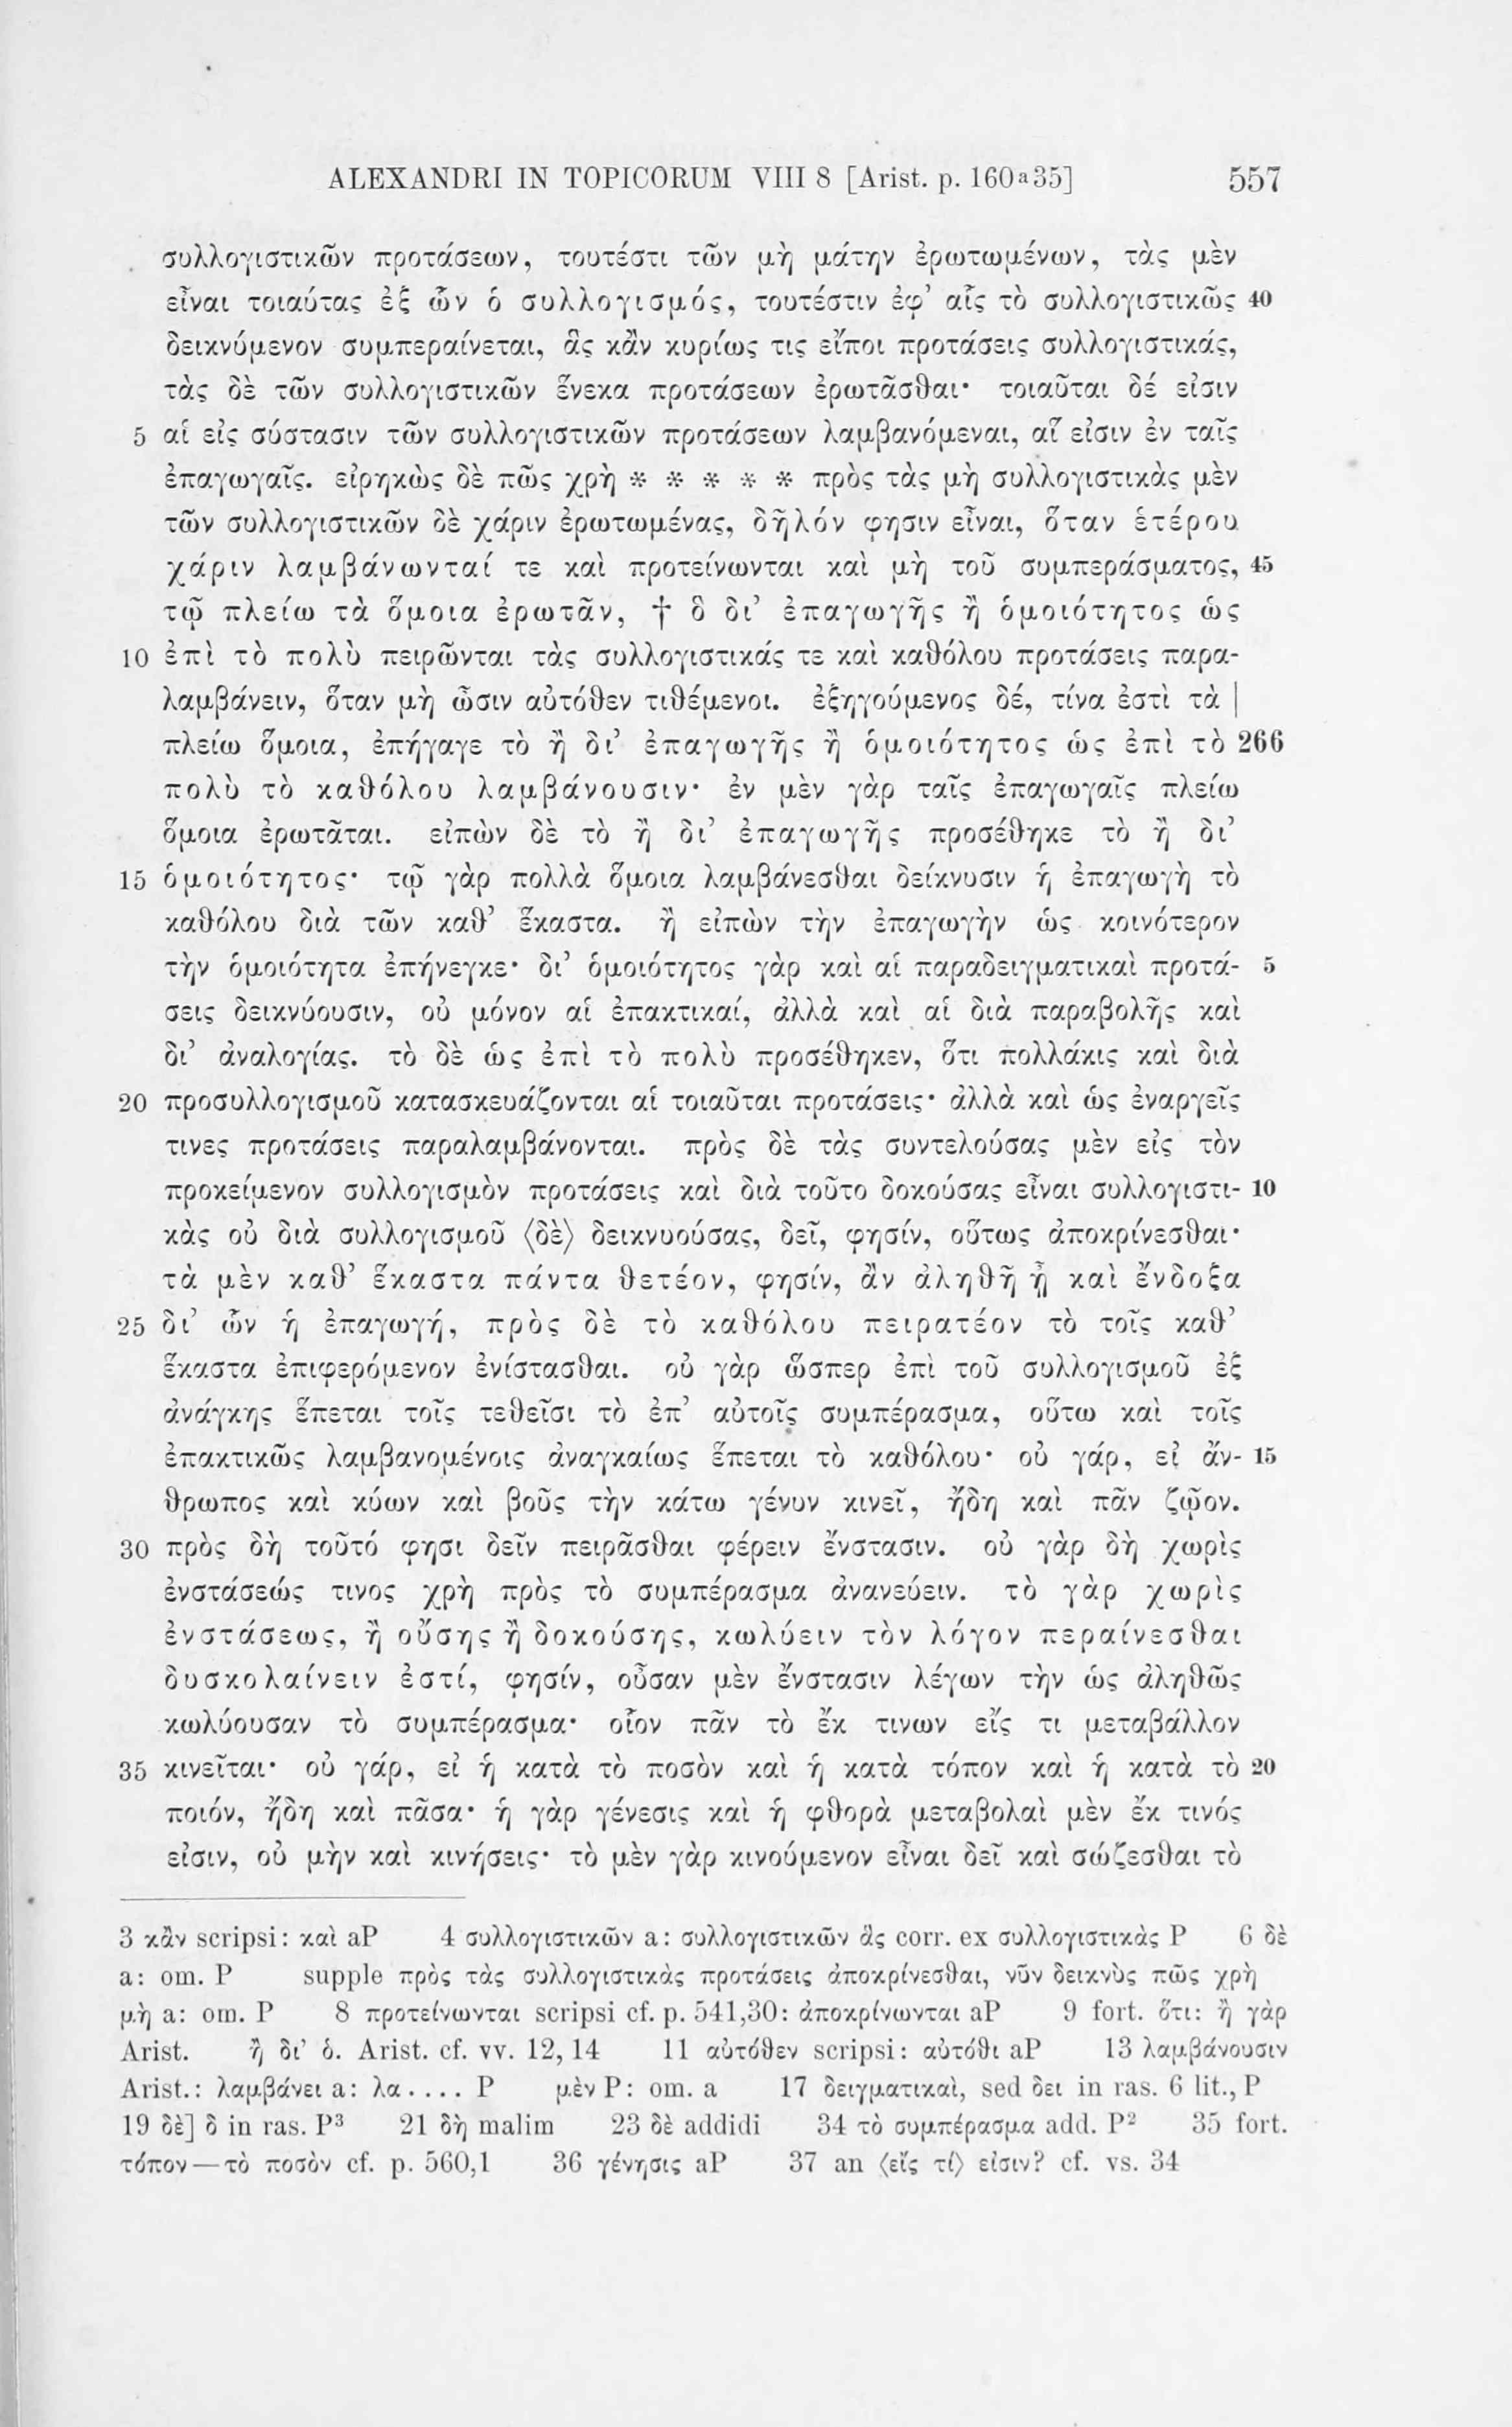 ALEXANDRI IN TOPICORUM VIII 8 [Arist. p. 160a35] 557
συλλογιστικῶν προτάσεων, τουτέστι τῶν μὴ μάτην ἐρωτωμένων, τὰς μὲν
εἶναι τοιαύτας ἐξ ὧν ὁ συλλογισμός, τουτέστιν ἐφ’ αἷς τὸ συλλογιστικῶς 40
δεικνύμενον συμπεραίνεται, ἃς κἂν κυρίως τις εἴποι προτάσεις συλλογιστικάς,
τὰς δὲ τῶν συλλογιστικῶν ἕνεκα προτάσεων ἐρωτᾶσθαι· τοιαῦται δέ εἰσιν
5 αἱ εἰς σύστασιν τῶν συλλογιστικῶν προτάσεων λαμβανόμεναι, αἵ εἰσιν ἐν ταῖς
ἐπαγωγαῖς. εἰρηκὼς δὲ πῶς χρὴ * * * * * πρὸς τὰς μὴ συλλογιστικὰς μὲν
τῶν συλλογιστικῶν δὲ χάριν ἐρωτωμένας, δῆλόν φησιν εἶναι, ὅταν ἑτέρου
χάριν λαμβάνωνταί τε καὶ προτείνωνται καὶ μὴ τοῦ συμπεράσματος, 45
τῷ πλείω τὰ ὅμοια ἐρωτᾶν, † ὃ δι’ ἐπαγωγῆς ἢ ὁμοιότητος ὡς
10 ἐπὶ τὸ πολὺ πειρῶνται τὰς συλλογιστικάς τε καὶ καθόλου προτάσεις παρα-
λαμβάνειν, ὅταν μὴ ὦσιν αὐτόθεν τιθέμενοι. ἐξηγούμενος δέ, τίνα ἐστὶ τὰ |
πλείω ὅμοια, ἐπήγαγε τὸ ἢ δι’ ἐπαγωγῆς ἢ ὁμοιότητος ὡς ἐπὶ τὸ 266
πολὺ τὸ καθόλου λαμβάνουσιν· ἐν μὲν γὰρ ταῖς ἐπαγωγαῖς πλείω
ὅμοια ἐρωτᾶται. εἰπὼν δὲ τὸ ἢ δι’ ἐπαγωγῆς προσέθηκε τὸ ἢ δι’
15 ὁμοιότητος· τῷ γὰρ πολλὰ ὅμοια λαμβάνεσθαι δείκνυσιν ἡ ἐπαγωγὴ τὸ
καθόλου διὰ τῶν καθ’ ἕκαστα. ἢ εἰπὼν τὴν ἐπαγωγὴν ὡς κοινότερον
τὴν ὁμοιότητα ἐπήνεγκε· δι’ ὁμοιότητος γὰρ καὶ αἱ παραδειγματικαὶ προτά- 5
σεις δεικνύουσιν, οὐ μόνον αἱ ἐπακτικαί, ἀλλὰ καὶ αἱ διὰ παραβολῆς καὶ
δι’ ἀναλογίας. τὸ δὲ ὡς ἐπὶ τὸ πολὺ προσέθηκεν, ὅτι πολλάκις καὶ διὰ
20 προσυλλογισμοῦ κατασκευάζονται αἱ τοιαῦται προτάσεις· ἀλλὰ καὶ ὡς ἐναργεῖς
τινες προτάσεις παραλαμβάνονται. πρὸς δὲ τὰς συντελούσας μὲν εἰς τὸν
προκείμενον συλλογισμὸν προτάσεις καὶ διὰ τοῦτο δοκούσας εἶναι συλλογιστι- 10
κὰς οὐ διὰ συλλογισμοῦ ⟨δὲ⟩ δεικνυούσας, δεῖ, φησίν, οὕτως ἀποκρίνεσθαι·
τὰ μὲν καθ’ ἕκαστα πάντα θετέον, φησίν, ἂν ἀληθῆ ᾖ καὶ ἔνδοξα
25 δι’ ὧν ἡ ἐπαγωγή, πρὸς δὲ τὸ καθόλου πειρατέον τὸ τοῖς καθ’
ἕκαστα ἐπιφερόμενον ἐνίστασθαι. οὐ γὰρ ὥσπερ ἐπὶ τοῦ συλλογισμοῦ ἐξ
ἀνάγκης ἕπεται τοῖς τεθεῖσι τὸ ἐπ’ αὐτοῖς συμπέρασμα, οὕτω καὶ τοῖς
ἐπακτικῶς λαμβανομένοις ἀναγκαίως ἕπεται τὸ καθόλου· οὐ γάρ, εἰ ἄν- 15
θρωπος καὶ κύων καὶ βοῦς τὴν κάτω γένυν κινεῖ, ἤδη καὶ πᾶν ζῷον.
30 πρὸς δὴ τοῦτό φησι δεῖν πειρᾶσθαι φέρειν ἔνστασιν. οὐ γὰρ δὴ χωρὶς
ἐνστάσεώς τινος χρὴ πρὸς τὸ συμπέρασμα ἀνανεύειν. τὸ γὰρ χωρὶς
ἐνστάσεως, ἢ οὔσης ἢ δοκούσης, κωλύειν τὸν λόγον περαίνεσθαι
δυσκολαίνειν ἐστί, φησίν, οὖσαν μὲν ἔνστασιν λέγων τὴν ὡς ἀληθῶς
κωλύουσαν τὸ συμπέρασμα· οἷον πᾶν τὸ ἔκ τινων εἴς τι μεταβάλλον
35 κινεῖται· οὐ γάρ, εἰ ἡ κατὰ τὸ ποσὸν καὶ ἡ κατὰ τόπον καὶ ἡ κατὰ τὸ 20
ποιόν, ἤδη καὶ πᾶσα· ἡ γὰρ γένεσις καὶ ἡ φθορὰ μεταβολαὶ μὲν ἔκ τινός
εἰσιν, οὐ μὴν καὶ κινήσεις· τὸ μὲν γὰρ κινούμενον εἶναι δεῖ καὶ σώζεσθαι τὸ
3 κἂν scripsi: καὶ aP 4 συλλογιστικῶν a: συλλογιστικῶν ἃς corr. ex συλλογιστικὰς P 6 δὲ
a: om. P supple πρὸς τὰς συλλογιστικὰς προτάσεις ἀποκρίνεσθαι, νῦν δεικνὺς πῶς χρὴ
μὴ a: om. P 8 προτείνωνται scripsi cf. p. 541,30: ἀποκρίνωνται aP 9 fort. ὅτι: ἢ γὰρ
Arist. ἢ δι’ ὁ. Arist. cf. vv. 12, 14 11 αὐτόθεν scripsi: αὐτόθι aP 13 λαμβάνουσιν
Arist.: λαμβάνει a: λα.... P μὲν P: om. a 17 δειγματικαὶ, sed δει in ras. 6 lit., P
19 δὲ] δ in ras. P³ 21 δὴ malim 23 δὲ addidi 34 τὸ συμπέρασμα add. P² 35 fort.
τόπον — τὸ ποσὸν cf. p. 560,1 36 γένησις aP 37 an ⟨εἴς τί⟩ εἰσιν? cf. vs. 34